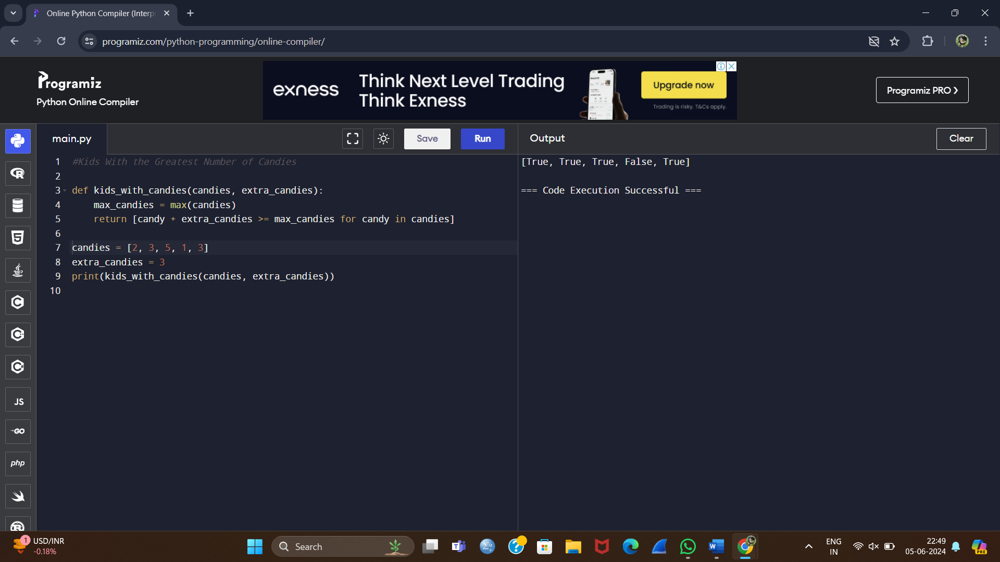 Online Python Compiler (Interp
programiz.com/python-programming/online-compiler/
Programiz
Python Online Compiler
exness
Think Next Level Trading
Think Exness
Upgrade now
Trading is risky. T&Cs apply.
Programiz PRO ❯
main.py
Save
Run
Output
Clear
1 #Kids With the Greatest Number of Candies
2
3 def kids_with_candies(candies, extra_candies):
4     max_candies = max(candies)
5     return [candy + extra_candies >= max_candies for candy in candies]
6
7 candies = [2, 3, 5, 1, 3]
8 extra_candies = 3
9 print(kids_with_candies(candies, extra_candies))
10
[True, True, True, False, True]
=== Code Execution Successful ===
JS
GO
php
1
USD/INR
-0.18%
Search
ENG
IN
22:49
05-06-2024
PRE